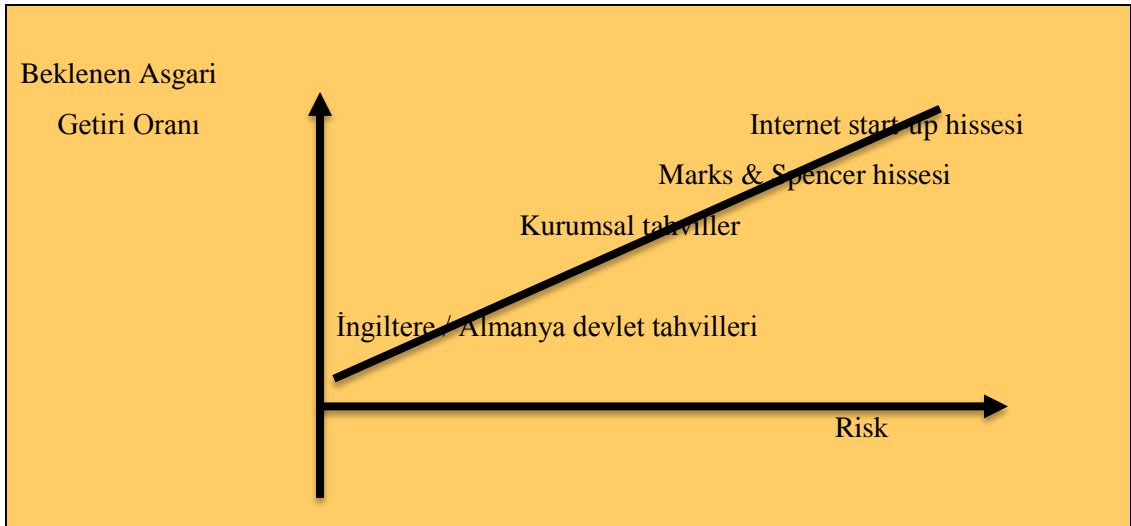 Beklenen Asgari
Getiri Oranı
Internet start-up hissesi
Marks & Spencer hissesi
Kurumsal tahviller
İngiltere / Almanya devlet tahvilleri
Risk